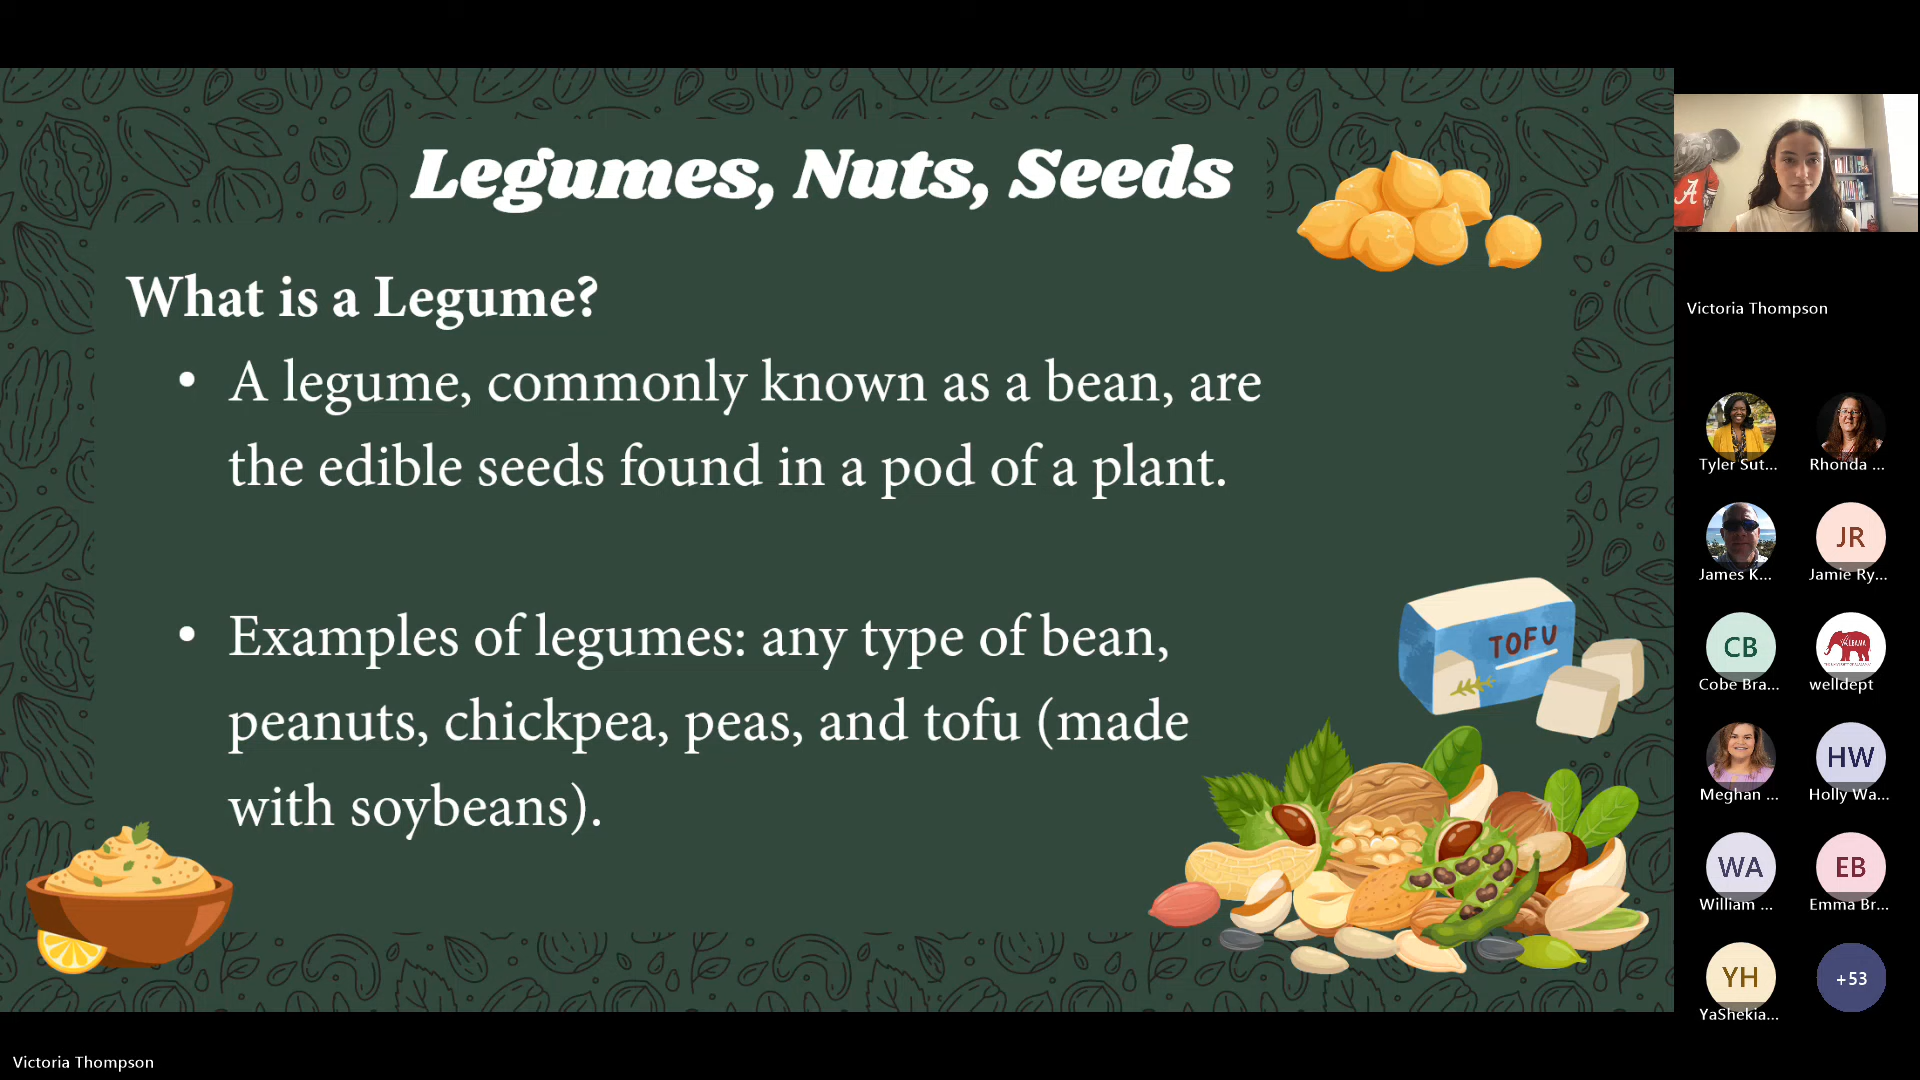 Legumes, Nuts, Seeds
What is a Legume?
• A legume, commonly known as a bean, are
the edible seeds found in a pod of a plant.
• Examples of legumes: any type of bean,
peanuts, chickpea, peas, and tofu (made
with soybeans).
TOFU
A
Victoria Thompson
Tyler Sut...
Rhonda ...
James K...
JR
Jamie Ry...
CB
Cobe Bra...
welldept
Meghan ...
HW
Holly Wa...
WA
William ...
EB
Emma Br...
YH
YaShekia...
+53
Victoria Thompson